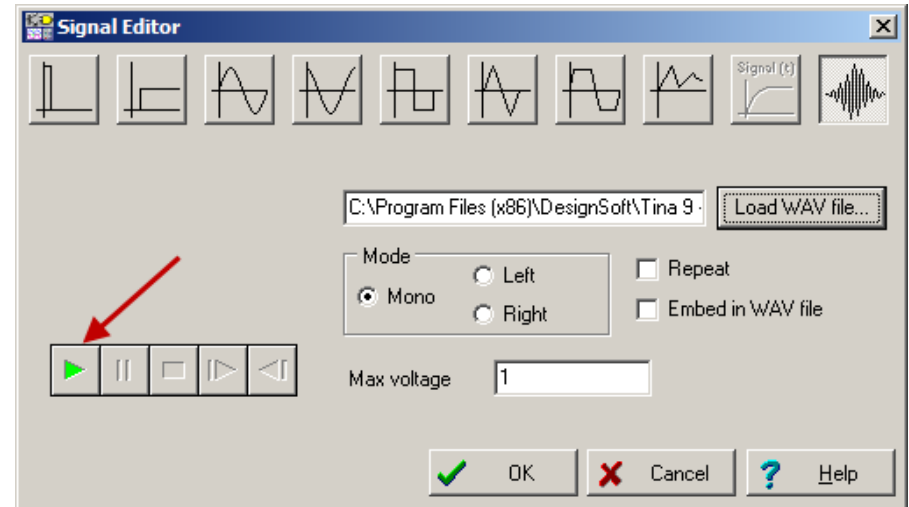 Signal Editor
Signal (t)
C:\Program Files (x86)\DesignSoft\Tina 9 -
Load WAV file...
Mode
Mono
Left
Right
Repeat
Embed in WAV file
Max voltage
1
OK
Cancel
Help